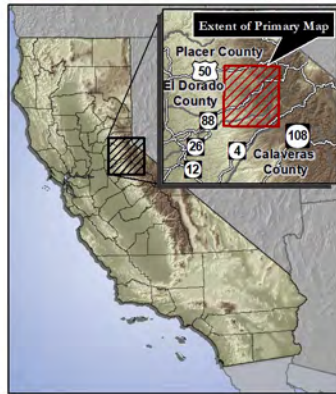 Extent of Primary Map
Placer County
50
El Dorado
County
88
108
26
4
Calaveras
12
County